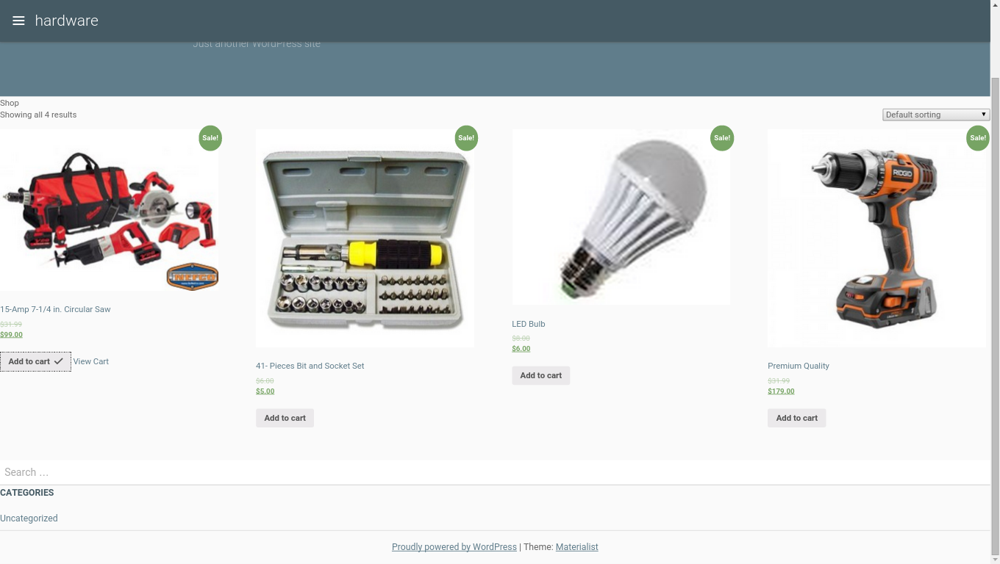 hardware
Just another WordPress site
Shop
Showing all 4 results
Default sorting
Sale!
Sale!
Sale!
Sale!
RIDGID
15-Amp 7-1/4 in. Circular Saw
$31.99
$99.00
Add to cart
View Cart
41- Pieces Bit and Socket Set
$6.00
$5.00
Add to cart
LED Bulb
$8.00
$6.00
Add to cart
Premium Quality
$31.99
$179.00
Add to cart
Search …
CATEGORIES
Uncategorized
Proudly powered by WordPress | Theme: Materialist